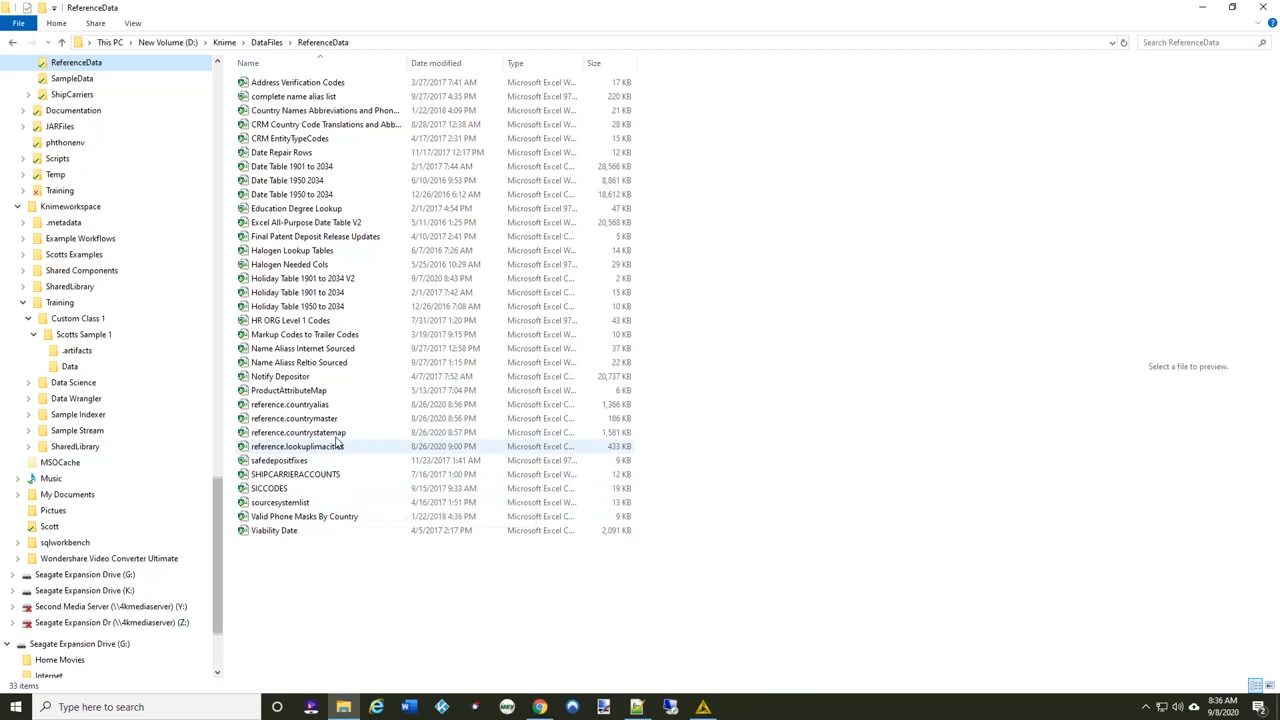 ReferenceData
File Home Share View
This PC > New Volume (D:) > Knime > DataFiles > ReferenceData
Search ReferenceData
ReferenceData
SampleData
ShipCarriers
Documentation
JARFiles
phthonenv
Scripts
Temp
Training
Knimeworkspace
.metadata
Example Workflows
Scotts Examples
Shared Components
SharedLibrary
Training
Custom Class 1
Scotts Sample 1
.artifacts
Data
Data Science
Data Wrangler
Sample Indexer
Sample Stream
SharedLibrary
MSOCache
Music
My Documents
Pictues
Scott
sqlworkbench
Wondershare Video Converter Ultimate
Seagate Expansion Drive (G:)
Seagate Expansion Drive (K:)
Second Media Server (\\4kmediaserver) (Y:)
Seagate Expansion Dr (\\4kmediaserver) (Z:)
Seagate Expansion Drive (G:)
Home Movies
Internet
Name Date modified Type Size
Address Verification Codes 3/27/2017 7:41 AM Microsoft Excel W... 17 KB
complete name alias list 9/27/2017 4:35 PM Microsoft Excel 97... 220 KB
Country Names Abbreviations and Phon... 1/22/2018 4:09 PM Microsoft Excel W... 21 KB
CRM Country Code Translations and Abb... 8/28/2017 12:38 AM Microsoft Excel W... 28 KB
CRM EntityTypeCodes 4/17/2017 2:31 PM Microsoft Excel W... 15 KB
Date Repair Rows 11/17/2017 12:17 PM Microsoft Excel W... 12 KB
Date Table 1901 to 2034 2/1/2017 7:44 AM Microsoft Excel C... 28,566 KB
Date Table 1950 2034 6/10/2016 9:53 PM Microsoft Excel C... 8,861 KB
Date Table 1950 to 2034 12/26/2016 6:12 AM Microsoft Excel C... 18,612 KB
Education Degree Lookup 2/1/2017 4:54 PM Microsoft Excel 97... 47 KB
Excel All-Purpose Date Table V2 5/11/2016 1:25 PM Microsoft Excel W... 20,568 KB
Final Patent Deposit Release Updates 4/10/2017 2:41 PM Microsoft Excel C... 5 KB
Halogen Lookup Tables 6/7/2016 7:26 AM Microsoft Excel W... 14 KB
Halogen Needed Cols 5/25/2016 10:29 AM Microsoft Excel 97... 29 KB
Holiday Table 1901 to 2034 V2 9/7/2020 8:43 PM Microsoft Excel C... 2 KB
Holiday Table 1901 to 2034 2/1/2017 7:42 AM Microsoft Excel C... 15 KB
Holiday Table 1950 to 2034 12/26/2016 7:08 AM Microsoft Excel C... 10 KB
HR ORG Level 1 Codes 7/31/2017 1:20 PM Microsoft Excel 97... 43 KB
Markup Codes to Trailer Codes 3/19/2017 9:15 PM Microsoft Excel W... 10 KB
Name Aliass Internet Sourced 9/27/2017 12:58 PM Microsoft Excel W... 37 KB
Name Aliass Reltio Sourced 9/27/2017 1:15 PM Microsoft Excel W... 22 KB
Notify Depositor 4/7/2017 7:52 AM Microsoft Excel C... 20,737 KB
ProductAttributeMap 5/13/2017 7:04 PM Microsoft Excel W... 6 KB
reference.countryalias 8/26/2020 8:56 PM Microsoft Excel C... 1,366 KB
reference.countrymaster 8/26/2020 8:56 PM Microsoft Excel C... 186 KB
reference.countrystatemap 8/26/2020 8:57 PM Microsoft Excel C... 1,581 KB
reference.lookuplimacities 8/26/2020 9:00 PM Microsoft Excel C... 433 KB
safedepositfixes 11/23/2017 1:41 AM Microsoft Excel 97... 9 KB
SHIPCARRIERACCOUNTS 7/16/2017 1:00 PM Microsoft Excel W... 12 KB
SICCODES 9/15/2017 9:33 AM Microsoft Excel C... 19 KB
sourcesystemlist 4/16/2017 1:51 PM Microsoft Excel W... 13 KB
Valid Phone Masks By Country 1/22/2018 4:36 PM Microsoft Excel W... 9 KB
Viability Date 4/5/2017 2:17 PM Microsoft Excel C... 2,091 KB
Select a file to preview.
33 items
Type here to search
8:36 AM
9/8/2020